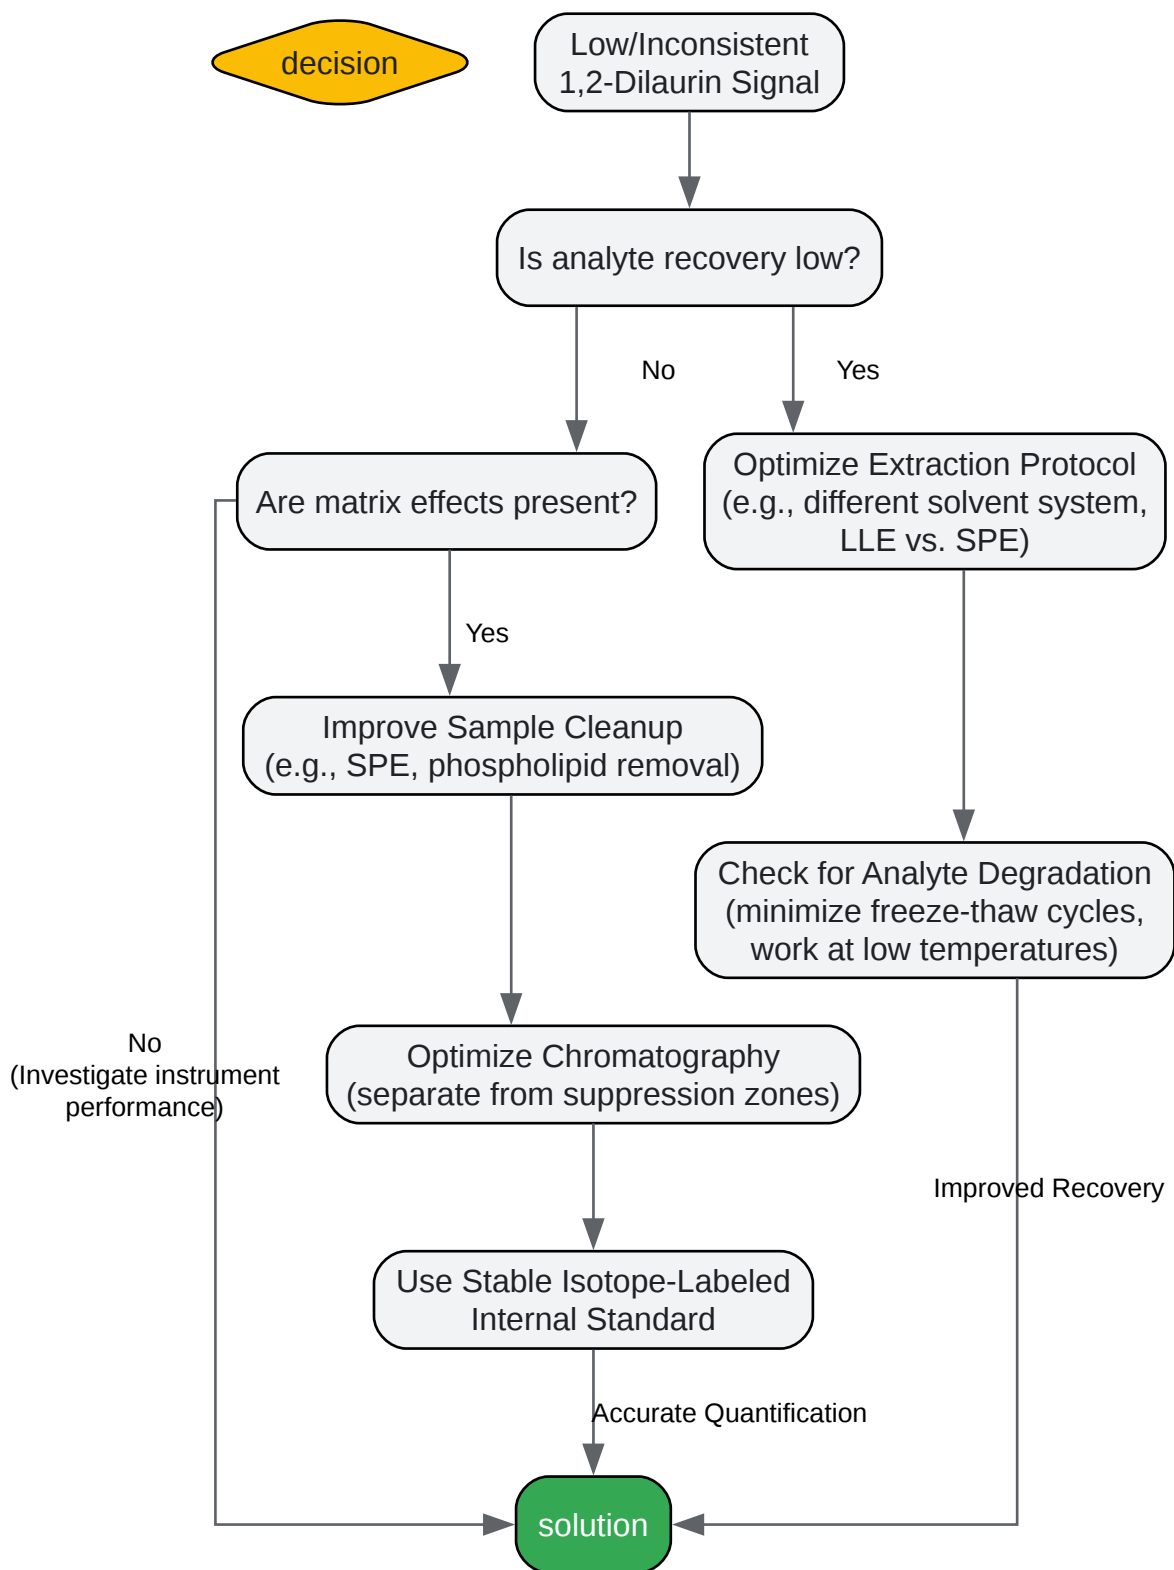 decision
Low/Inconsistent
1,2-Dilaurin Signal
Is analyte recovery low?
No
Yes
Are matrix effects present?
Optimize Extraction Protocol
(e.g., different solvent system,
LLE vs. SPE)
Yes
Improve Sample Cleanup
(e.g., SPE, phospholipid removal)
Check for Analyte Degradation
(minimize freeze-thaw cycles,
work at low temperatures)
No
(Investigate instrument
performance)
Optimize Chromatography
(separate from suppression zones)
Improved Recovery
Use Stable Isotope-Labeled
Internal Standard
Accurate Quantification
solution